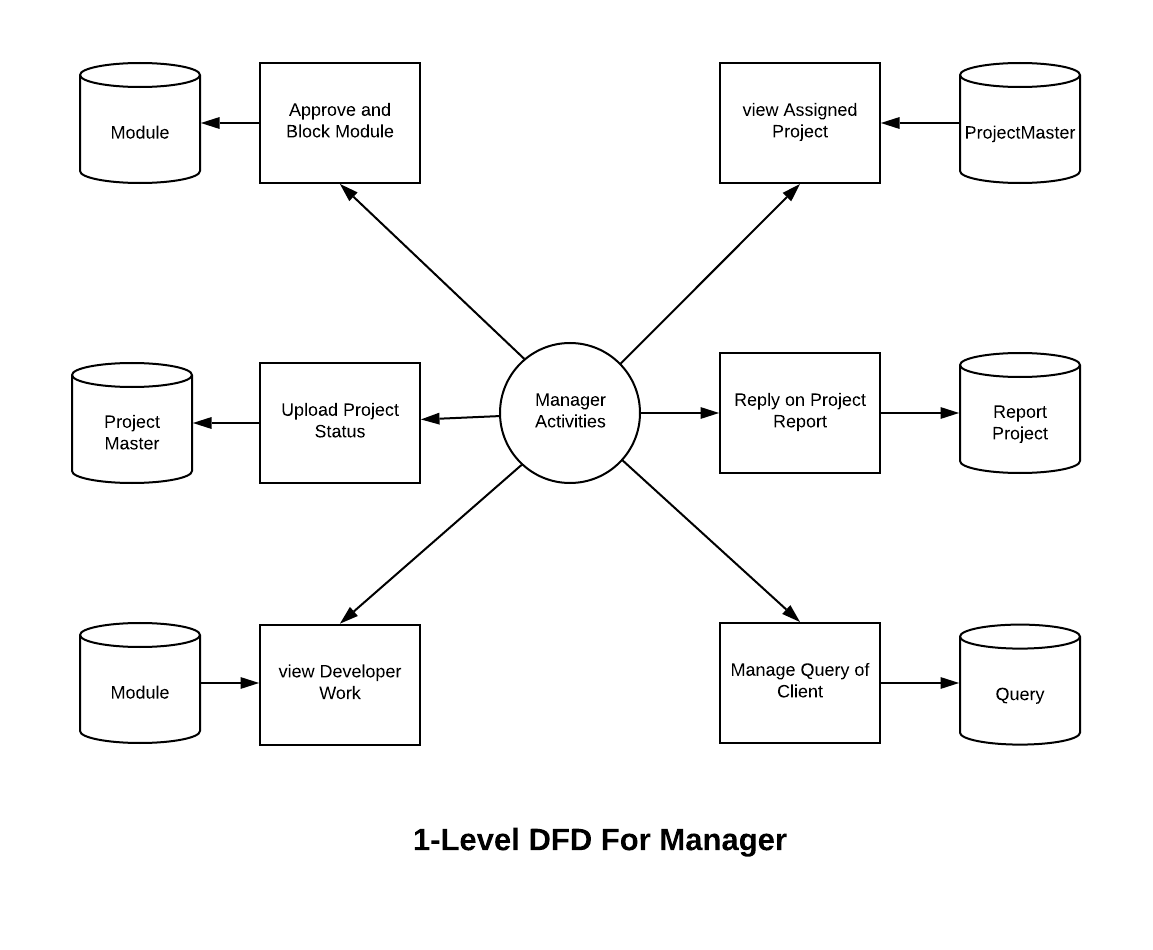 Module
Approve and
Block Module
view Assigned
Project
ProjectMaster
Project
Master
Upload Project
Status
Manager
Activities
Reply on Project
Report
Report
Project
Module
view Developer
Work
Manage Query of
Client
Query
1-Level DFD For Manager